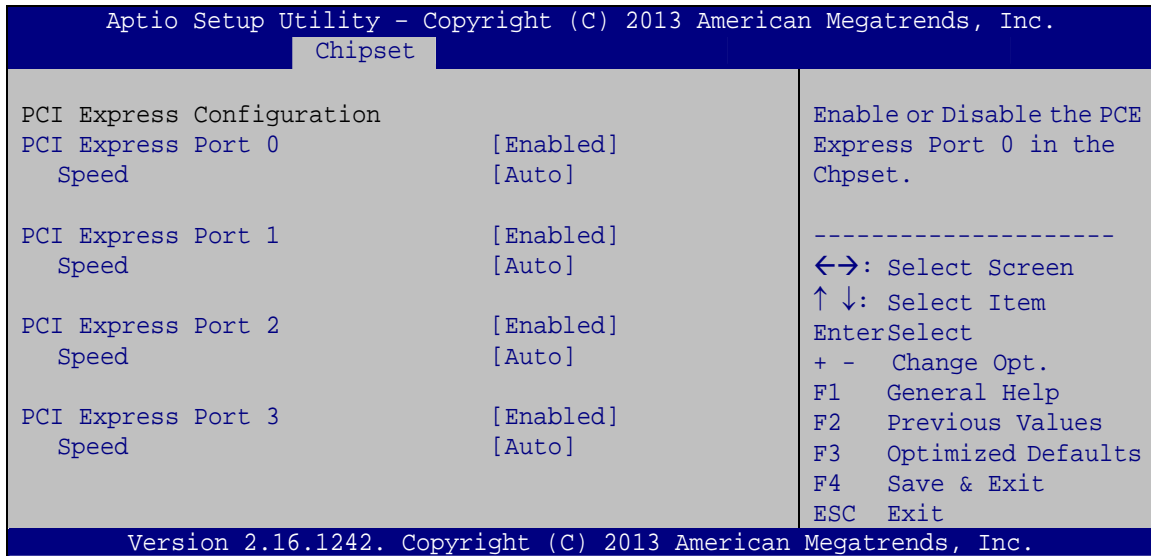 Aptio Setup Utility – Copyright (C) 2013 American Megatrends, Inc.
Chipset
PCI Express Configuration
PCI Express Port 0 [Enabled]
Speed [Auto]
PCI Express Port 1 [Enabled]
Speed [Auto]
PCI Express Port 2 [Enabled]
Speed [Auto]
PCI Express Port 3 [Enabled]
Speed [Auto]
Enable or Disable the PCE
Express Port 0 in the
Chpset.
---------------------
←→: Select Screen
↑ ↓: Select Item
EnterSelect
+ - Change Opt.
F1 General Help
F2 Previous Values
F3 Optimized Defaults
F4 Save & Exit
ESC Exit
Version 2.16.1242. Copyright (C) 2013 American Megatrends, Inc.